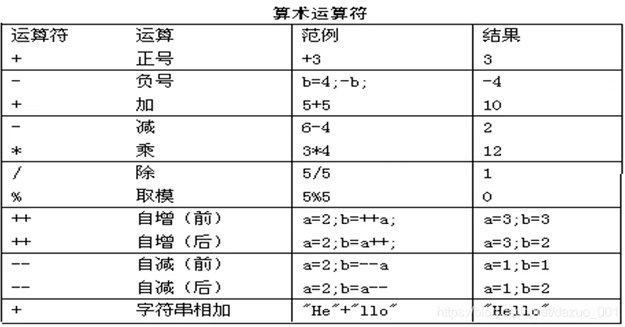 算术运算符
运算符 运算 范例 结果
+ 正号 +3 3
- 负号 b=4;-b; -4
+ 加 5+5 10
- 减 6-4 2
* 乘 3*4 12
/ 除 5/5 1
% 取模 5%5 0
++ 自增（前） a=2;b=++a; a=3;b=3
++ 自增（后） a=2;b=a++; a=3;b=2
-- 自减（前） a=2;b=--a a=1;b=1
-- 自减（后） a=2;b=a-- a=1;b=2
+ 字符串相加 "He"+"llo" "Hello"